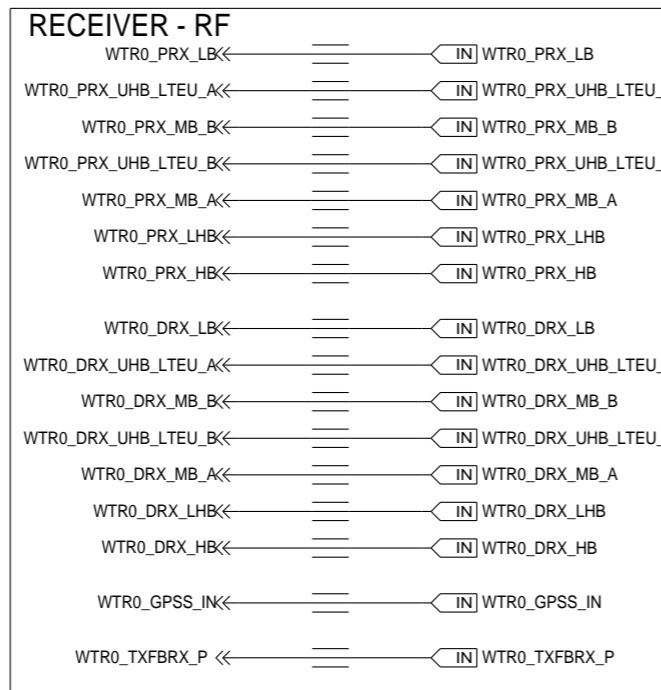 RECEIVER - RF
WTR0_PRX_LB IN WTR0_PRX_LB
WTR0_PRX_UHB_LTEU_A IN WTR0_PRX_UHB_LTEU_
WTR0_PRX_MB_B IN WTR0_PRX_MB_B
WTR0_PRX_UHB_LTEU_B IN WTR0_PRX_UHB_LTEU_
WTR0_PRX_MB_A IN WTR0_PRX_MB_A
WTR0_PRX_LHB IN WTR0_PRX_LHB
WTR0_PRX_HB IN WTR0_PRX_HB
WTR0_DRX_LB IN WTR0_DRX_LB
WTR0_DRX_UHB_LTEU_A IN WTR0_DRX_UHB_LTEU_
WTR0_DRX_MB_B IN WTR0_DRX_MB_B
WTR0_DRX_UHB_LTEU_B IN WTR0_DRX_UHB_LTEU_
WTR0_DRX_MB_A IN WTR0_DRX_MB_A
WTR0_DRX_LHB IN WTR0_DRX_LHB
WTR0_DRX_HB IN WTR0_DRX_HB
WTR0_GPSS_IN IN WTR0_GPSS_IN
WTR0_TXFBRX_P IN WTR0_TXFBRX_P